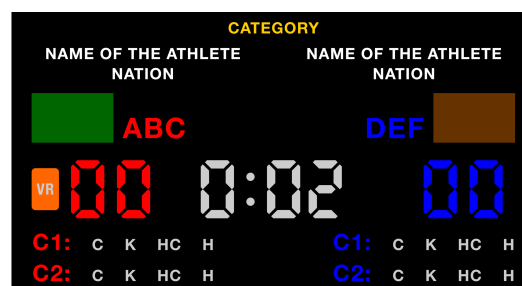 CATEGORY
NAME OF THE ATHLETE NAME OF THE ATHLETE
NATION NATION
ABC DEF
VR 00 0:02 00
C1: C K HC H C1: C K HC H
C2: C K HC H C2: C K HC H